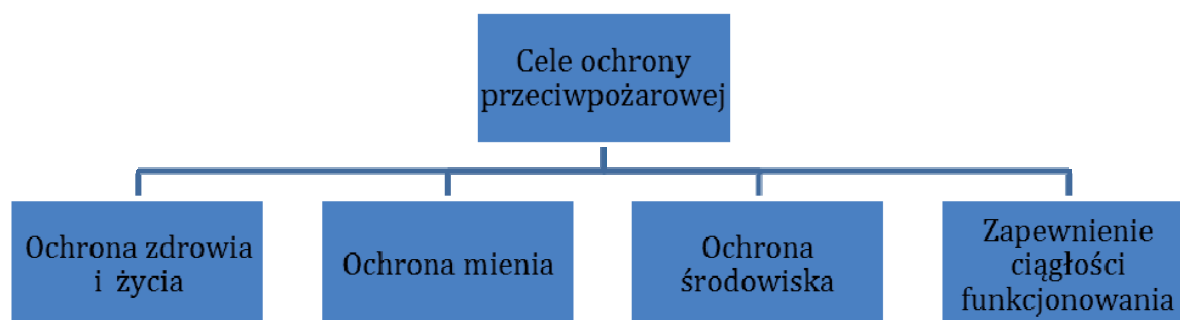 Cele ochrony
przeciwpożarowej
Ochrona zdrowia
i życia
Ochrona mienia
Ochrona
środowiska
Zapewnienie
ciągłości
funkcjonowania